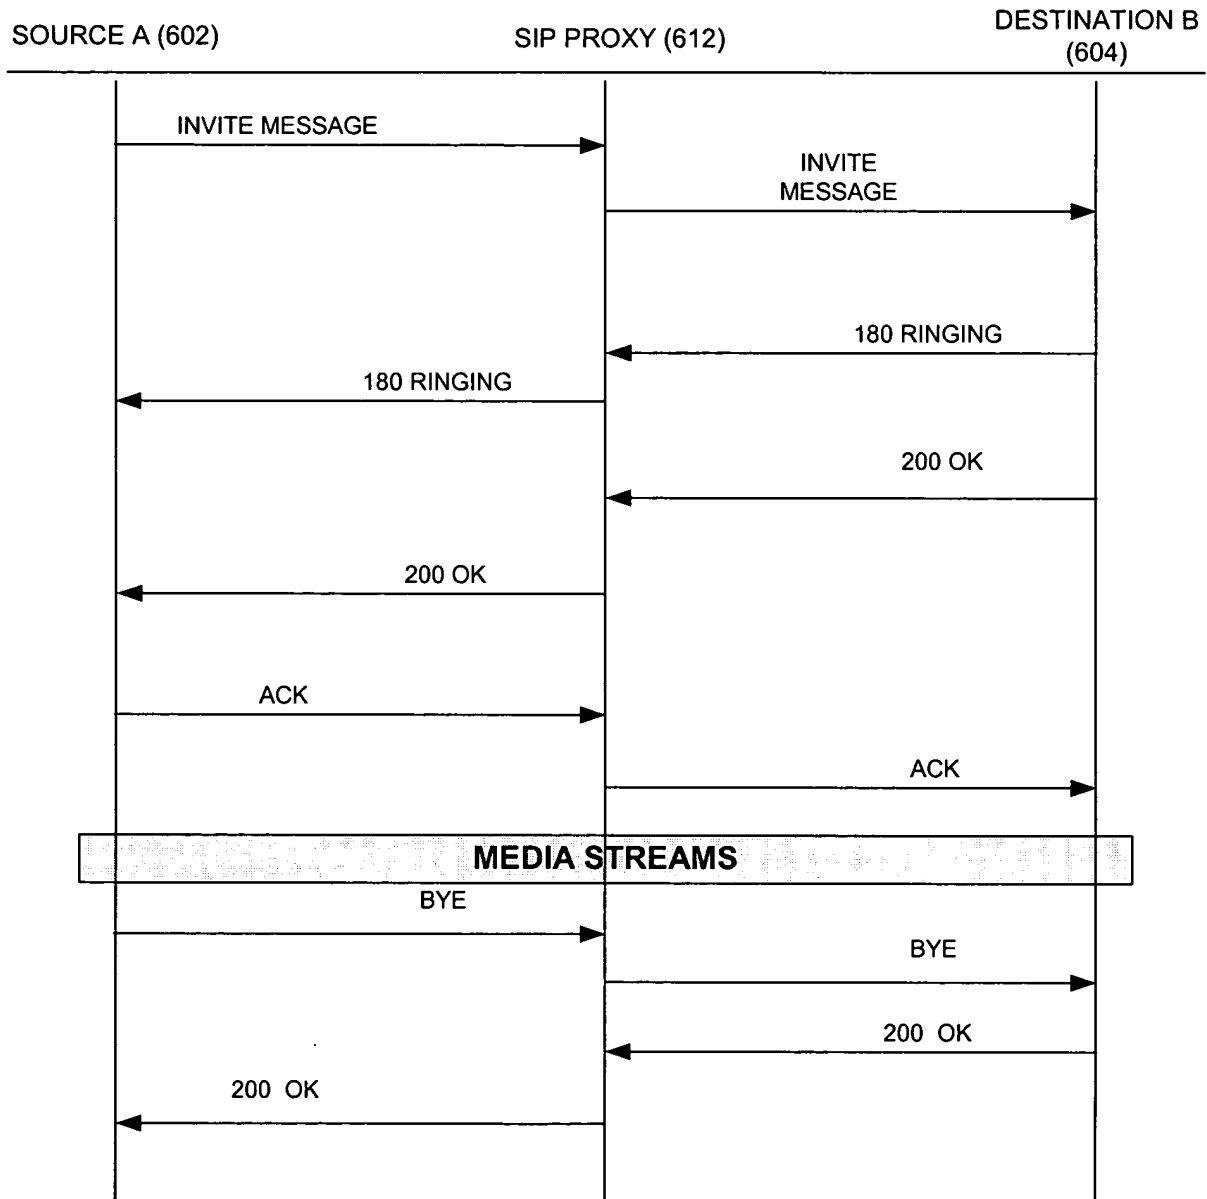 SOURCE A (602)
SIP PROXY (612)
DESTINATION B
(604)
INVITE MESSAGE
INVITE
MESSAGE
180 RINGING
180 RINGING
200 OK
200 OK
ACK
ACK
MEDIA STREAMS
BYE
BYE
200 OK
200 OK